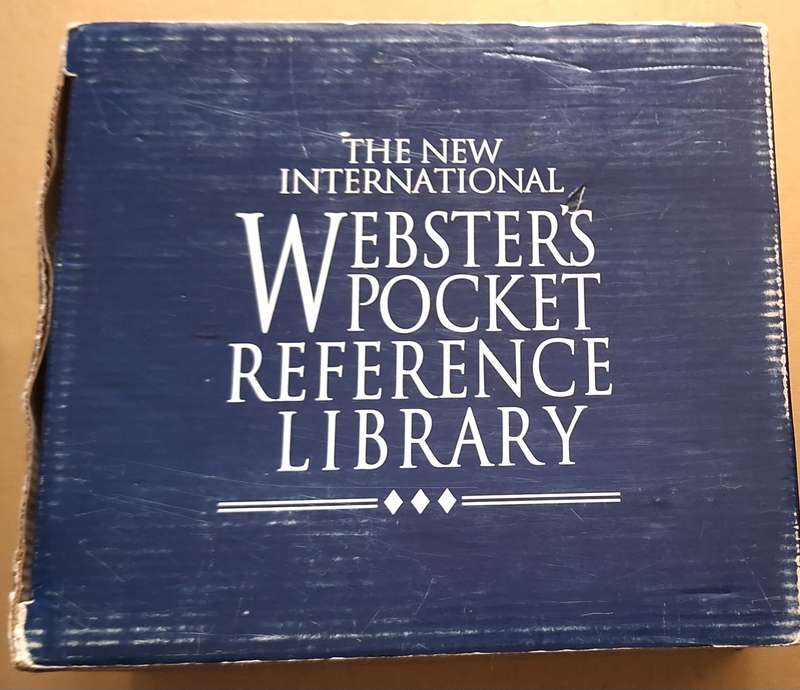 THE NEW
INTERNATIONAL
WEBSTER'S
POCKET
REFERENCE
LIBRARY